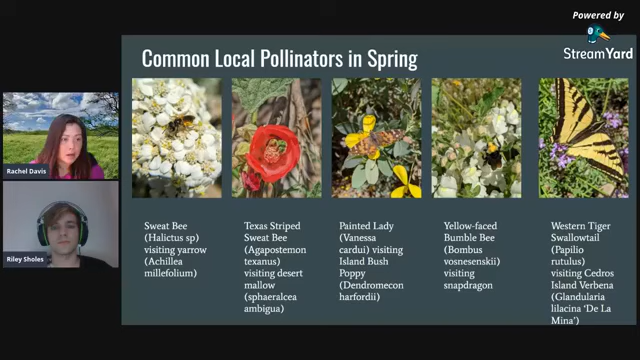 Powered by
StreamYard
Common Local Pollinators in Spring
Rachel Davis
Riley Sholes
Sweat Bee
(Halictus sp)
visiting yarrow
(Achillea
millefolium)
Texas Striped
Sweat Bee
(Agapostemon
texanus)
visiting desert
mallow
(sphaeralcea
ambigua)
Painted Lady
(Vanessa
cardui) visiting
Island Bush
Poppy
(Dendromecon
harfordii)
Yellow-faced
Bumble Bee
(Bombus
vosnesenskii)
visiting
snapdragon
Western Tiger
Swallowtail
(Papilio
rutulus)
visiting Cedros
Island Verbena
(Glandularia
lilacina ‘De La
Mina’)